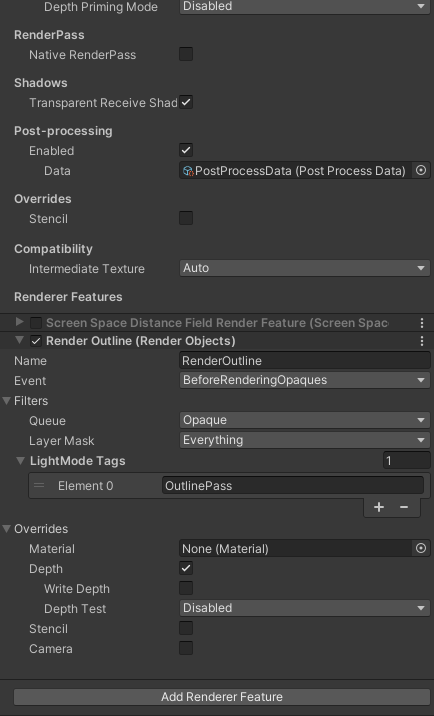 Depth Priming Mode Disabled
RenderPass
Native RenderPass
Shadows
Transparent Receive Shad
Post-processing
Enabled
Data PostProcessData (Post Process Data)
Overrides
Stencil
Compatibility
Intermediate Texture Auto
Renderer Features
Screen Space Distance Field Render Feature (Screen Spac
Render Outline (Render Objects)
Name RenderOutline
Event BeforeRenderingOpaques
Filters
Queue Opaque
Layer Mask Everything
LightMode Tags 1
Element 0 OutlinePass
Overrides
Material None (Material)
Depth
Write Depth
Depth Test Disabled
Stencil
Camera
Add Renderer Feature